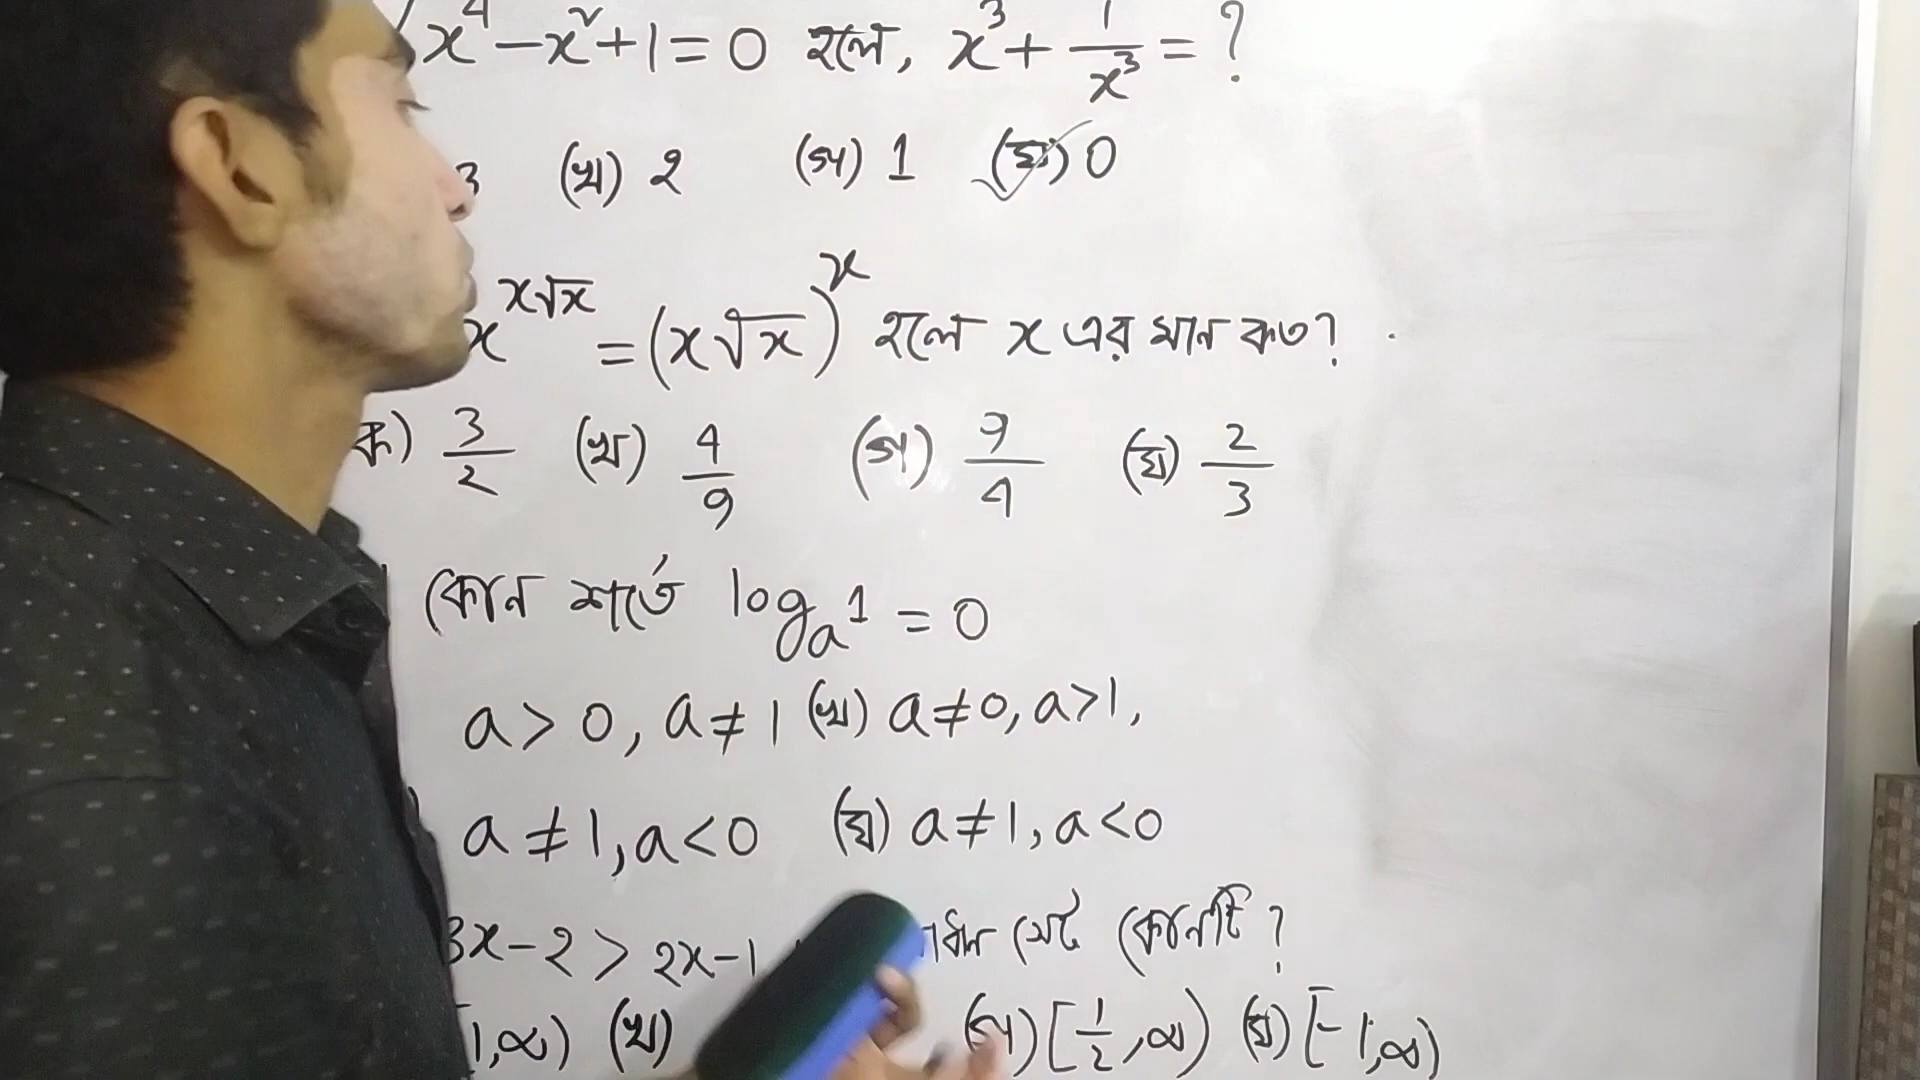 x⁴-x²+1=0 হলে, x³+1/x³=?
3 (খ) 2 (গ) 1 (ঘ) 0
x^(x√x) = (x√x)^x হলে x এর মান কত?
ক) 3/2 (খ) 4/9 (গ) 9/4 (ঘ) 2/3
কোন শর্তে logₐ1 = 0
a>0, a≠1 (খ) a≠0, a>1,
a≠1, a<0 (ঘ) a≠1, a<0
3x-2>2x-1 সেট কোনটি?
1,∞) (খ) (গ) [1/2,∞) (ঘ) [-1,∞)